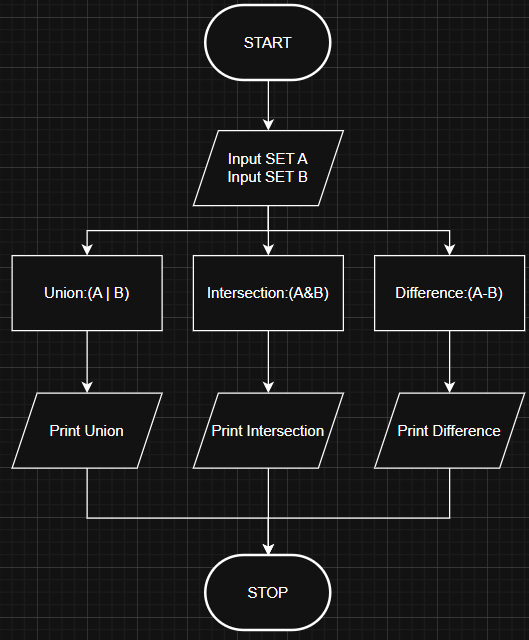 START
Input SET A
Input SET B
Union:(A | B)
Intersection:(A&B)
Difference:(A-B)
Print Union
Print Intersection
Print Difference
STOP